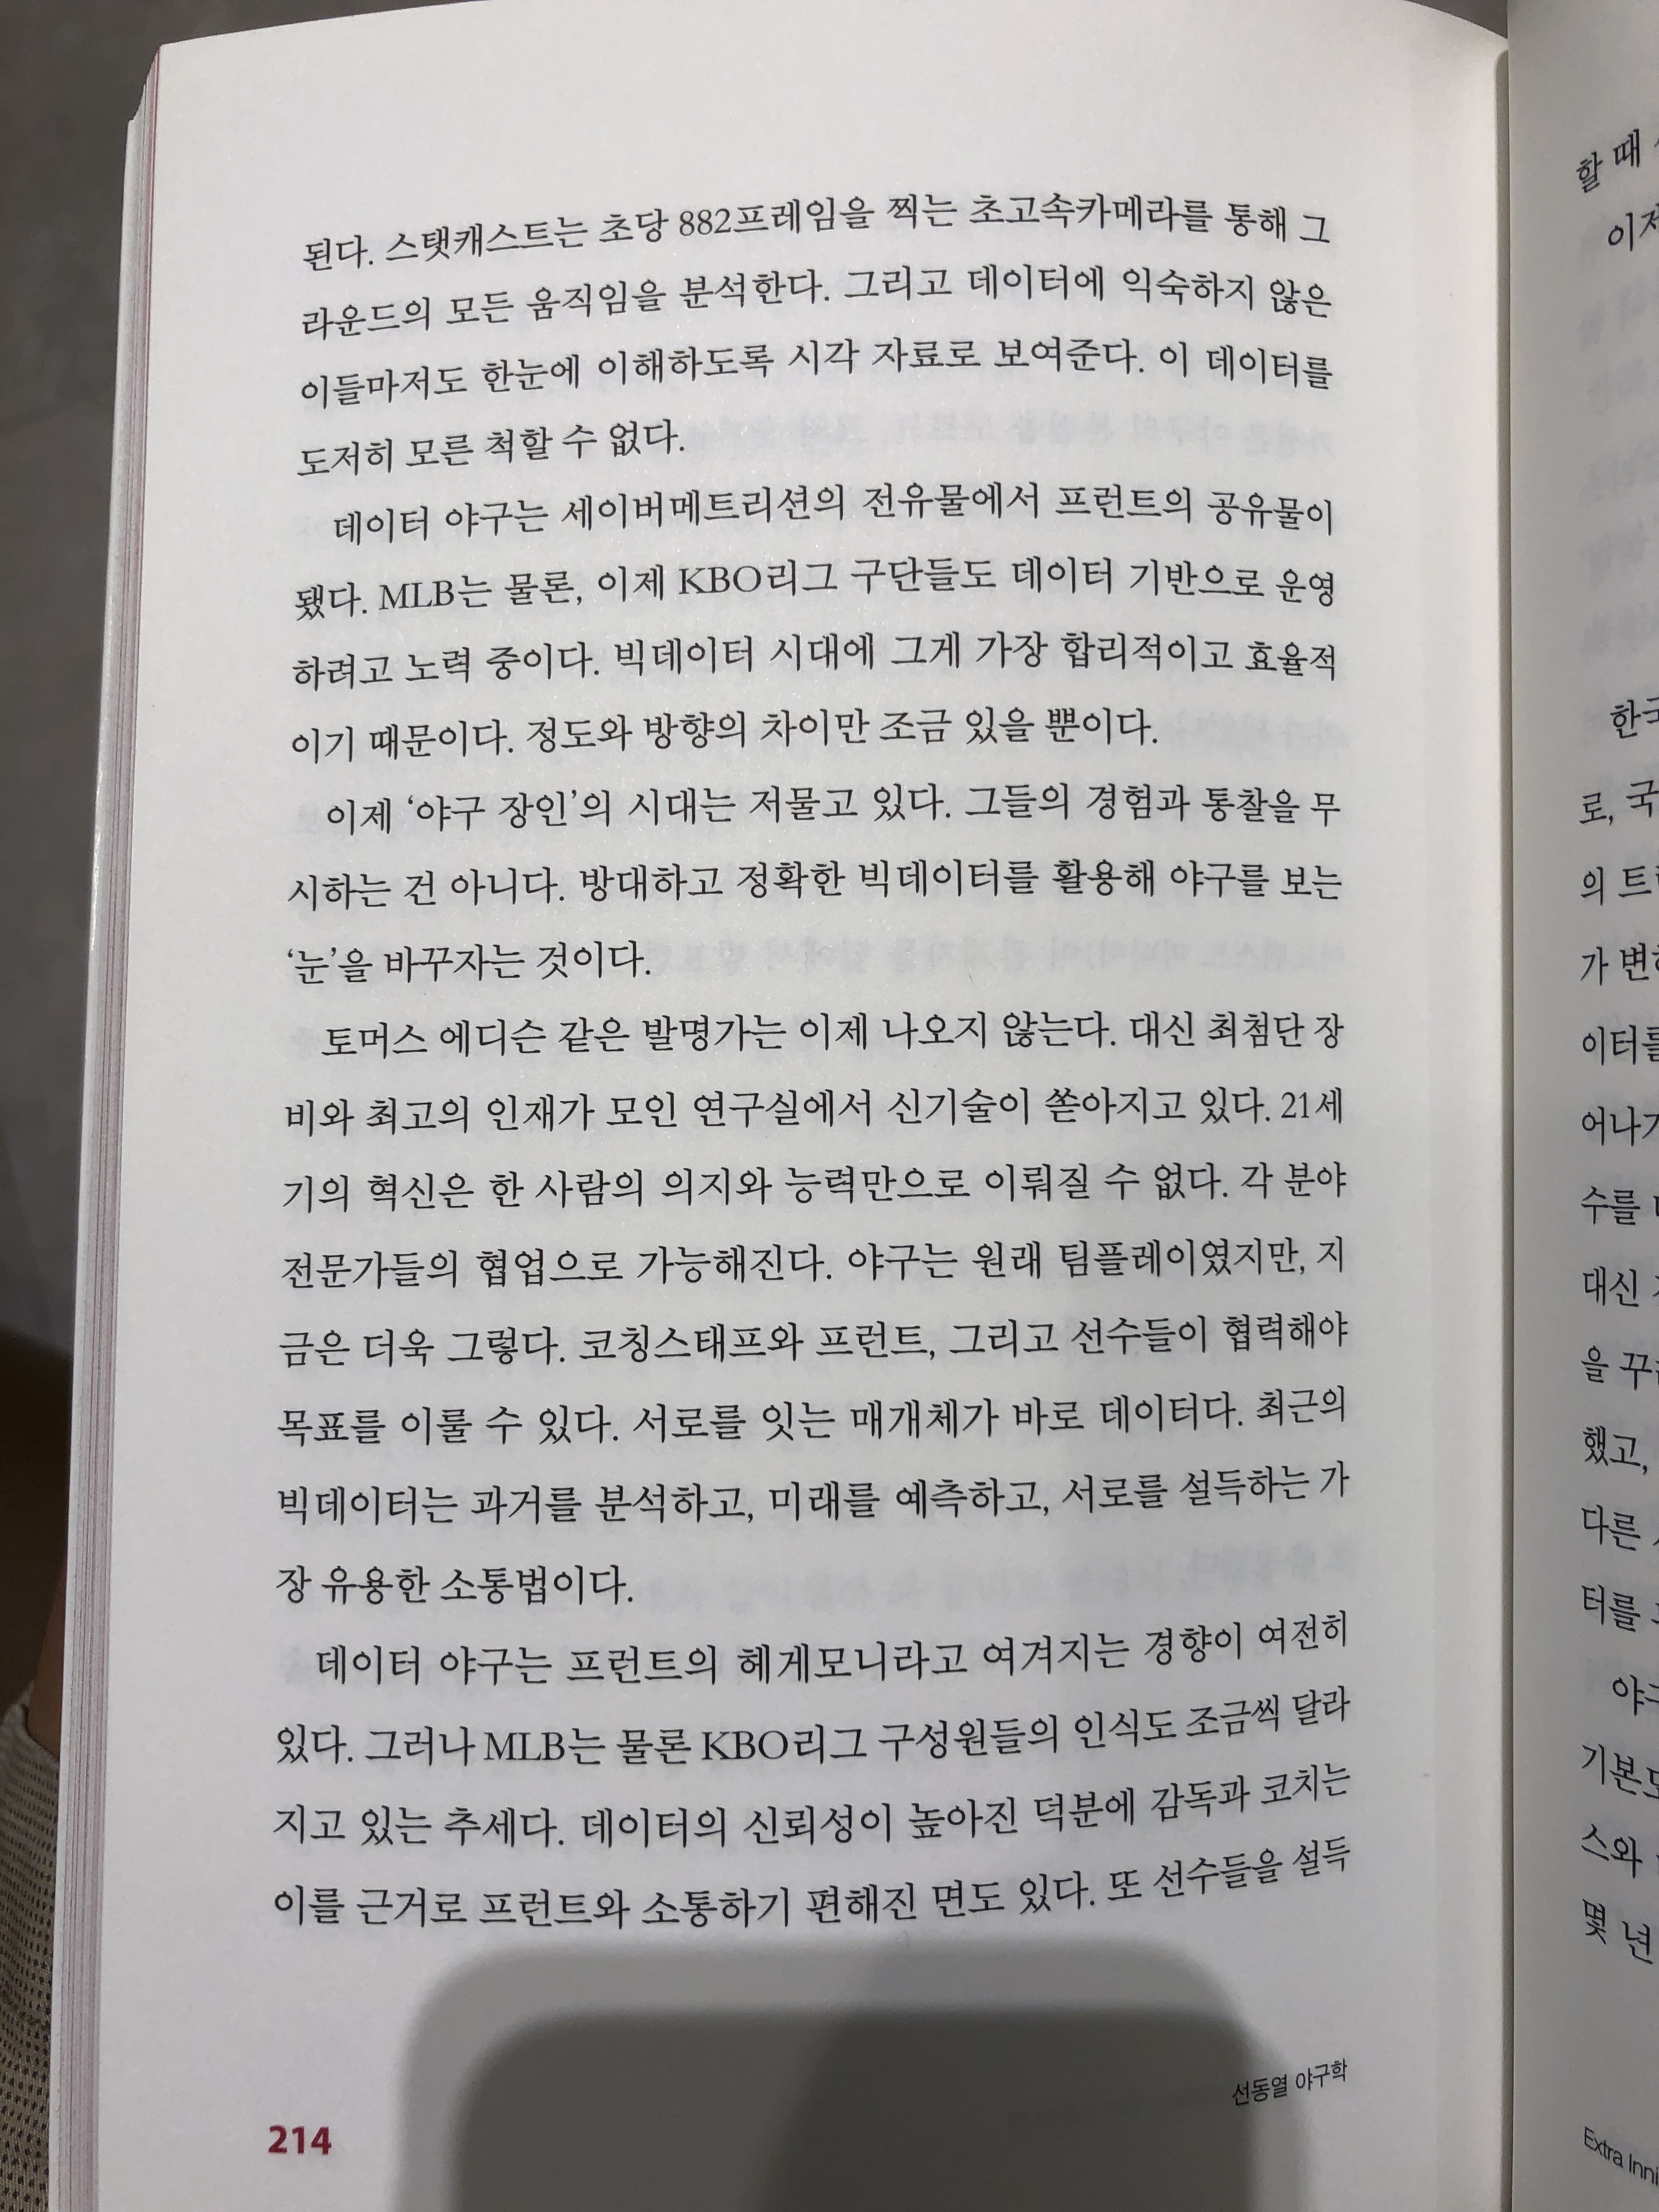 된다. 스탯캐스트는 초당 882프레임을 찍는 초고속카메라를 통해 그
라운드의 모든 움직임을 분석한다. 그리고 데이터에 익숙하지 않은
이들마저도 한눈에 이해하도록 시각 자료로 보여준다. 이 데이터를
도저히 모른 척할 수 없다.
데이터 야구는 세이버메트리션의 전유물에서 프런트의 공유물이
됐다. MLB는 물론, 이제 KBO리그 구단들도 데이터 기반으로 운영
하려고 노력 중이다. 빅데이터 시대에 그게 가장 합리적이고 효율적
이기 때문이다. 정도와 방향의 차이만 조금 있을 뿐이다.
이제 ‘야구 장인’의 시대는 저물고 있다. 그들의 경험과 통찰을 무
시하는 건 아니다. 방대하고 정확한 빅데이터를 활용해 야구를 보는
‘눈’을 바꾸자는 것이다.
토머스 에디슨 같은 발명가는 이제 나오지 않는다. 대신 최첨단 장
비와 최고의 인재가 모인 연구실에서 신기술이 쏟아지고 있다. 21세
기의 혁신은 한 사람의 의지와 능력만으로 이뤄질 수 없다. 각 분야
전문가들의 협업으로 가능해진다. 야구는 원래 팀플레이였지만, 지
금은 더욱 그렇다. 코칭스태프와 프런트, 그리고 선수들이 협력해야
목표를 이룰 수 있다. 서로를 잇는 매개체가 바로 데이터다. 최근의
빅데이터는 과거를 분석하고, 미래를 예측하고, 서로를 설득하는 가
장 유용한 소통법이다.
데이터 야구는 프런트의 헤게모니라고 여겨지는 경향이 여전히
있다. 그러나 MLB는 물론 KBO리그 구성원들의 인식도 조금씩 달라
지고 있는 추세다. 데이터의 신뢰성이 높아진 덕분에 감독과 코치는
이를 근거로 프런트와 소통하기 편해진 면도 있다. 또 선수들을 설득
선동열 야구학
214
할 때
로, 국
의
가
수를
대신
을
했고,
다른
터를
스와
몇 년
Extra